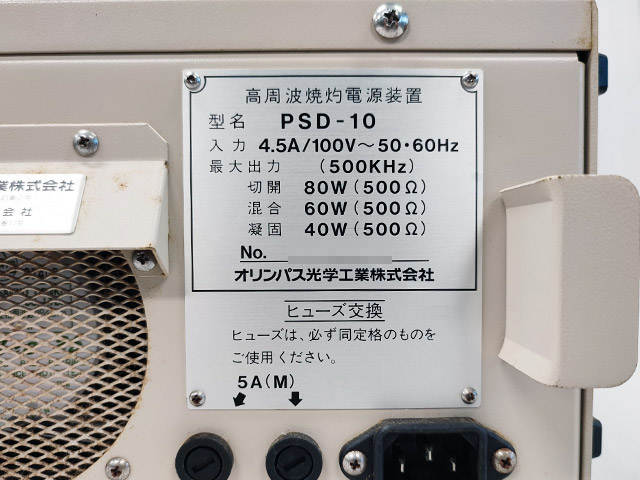 高周波焼灼電源装置
型名 PSD-10
入力 4.5A/100V～50・60Hz
最大出力 (500KHz)
切開 80W(500Ω)
混合 60W(500Ω)
凝固 40W(500Ω)
No.
オリンパス光学工業株式会社
ヒューズ交換
ヒューズは、必ず同定格のものを
ご使用ください。
5A(M)
業株式会社
会社